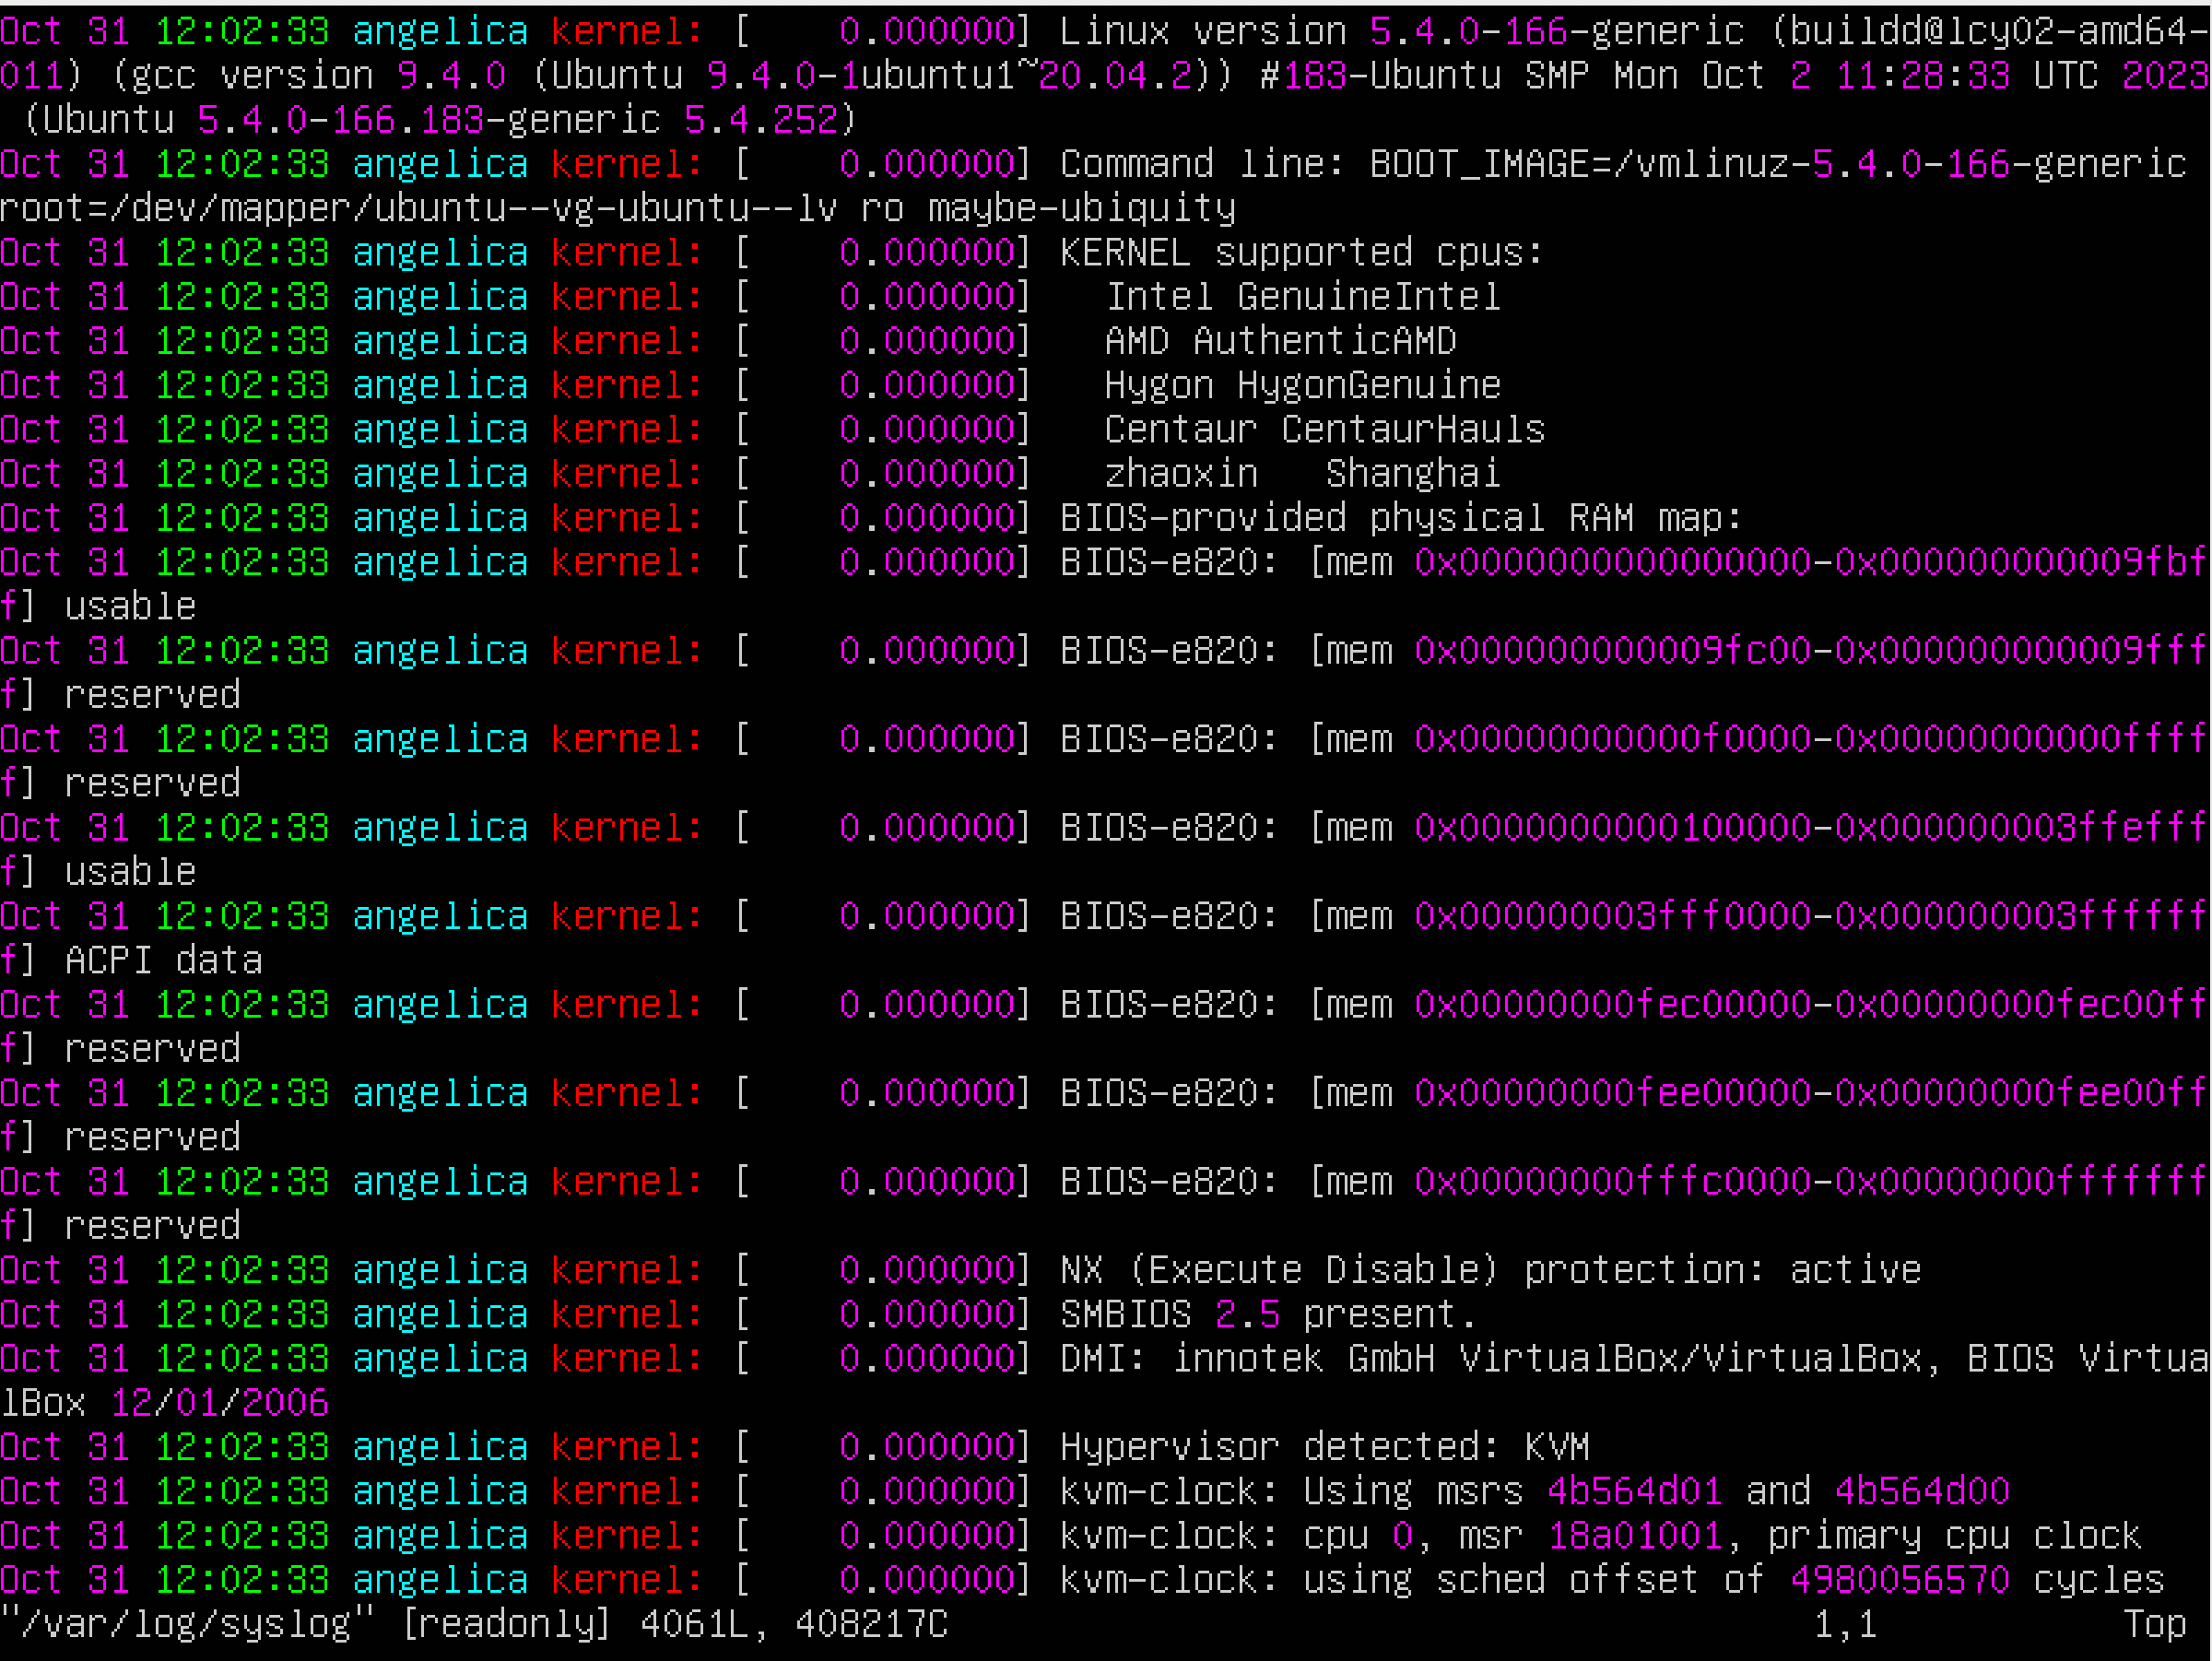 Oct 31 12:02:33 angelica kernel: [    0.000000] Linux version 5.4.0-166-generic (buildd@lcy02-amd64-
011) (gcc version 9.4.0 (Ubuntu 9.4.0-1ubuntu1~20.04.2)) #183-Ubuntu SMP Mon Oct 2 11:28:33 UTC 2023
 (Ubuntu 5.4.0-166.183-generic 5.4.252)
Oct 31 12:02:33 angelica kernel: [    0.000000] Command line: BOOT_IMAGE=/vmlinuz-5.4.0-166-generic
root=/dev/mapper/ubuntu--vg-ubuntu--lv ro maybe-ubiquity
Oct 31 12:02:33 angelica kernel: [    0.000000] KERNEL supported cpus:
Oct 31 12:02:33 angelica kernel: [    0.000000]   Intel GenuineIntel
Oct 31 12:02:33 angelica kernel: [    0.000000]   AMD AuthenticAMD
Oct 31 12:02:33 angelica kernel: [    0.000000]   Hygon HygonGenuine
Oct 31 12:02:33 angelica kernel: [    0.000000]   Centaur CentaurHauls
Oct 31 12:02:33 angelica kernel: [    0.000000]   zhaoxin   Shanghai
Oct 31 12:02:33 angelica kernel: [    0.000000] BIOS-provided physical RAM map:
Oct 31 12:02:33 angelica kernel: [    0.000000] BIOS-e820: [mem 0x0000000000000000-0x000000000009fbf
f] usable
Oct 31 12:02:33 angelica kernel: [    0.000000] BIOS-e820: [mem 0x000000000009fc00-0x000000000009fff
f] reserved
Oct 31 12:02:33 angelica kernel: [    0.000000] BIOS-e820: [mem 0x00000000000f0000-0x00000000000ffff
f] reserved
Oct 31 12:02:33 angelica kernel: [    0.000000] BIOS-e820: [mem 0x0000000000100000-0x000000003ffefff
f] usable
Oct 31 12:02:33 angelica kernel: [    0.000000] BIOS-e820: [mem 0x000000003fff0000-0x000000003ffffff
f] ACPI data
Oct 31 12:02:33 angelica kernel: [    0.000000] BIOS-e820: [mem 0x00000000fec00000-0x00000000fec00ff
f] reserved
Oct 31 12:02:33 angelica kernel: [    0.000000] BIOS-e820: [mem 0x00000000fee00000-0x00000000fee00ff
f] reserved
Oct 31 12:02:33 angelica kernel: [    0.000000] BIOS-e820: [mem 0x00000000fffc0000-0x00000000fffffff
f] reserved
Oct 31 12:02:33 angelica kernel: [    0.000000] NX (Execute Disable) protection: active
Oct 31 12:02:33 angelica kernel: [    0.000000] SMBIOS 2.5 present.
Oct 31 12:02:33 angelica kernel: [    0.000000] DMI: innotek GmbH VirtualBox/VirtualBox, BIOS Virtua
lBox 12/01/2006
Oct 31 12:02:33 angelica kernel: [    0.000000] Hypervisor detected: KVM
Oct 31 12:02:33 angelica kernel: [    0.000000] kvm-clock: Using msrs 4b564d01 and 4b564d00
Oct 31 12:02:33 angelica kernel: [    0.000000] kvm-clock: cpu 0, msr 18a01001, primary cpu clock
Oct 31 12:02:33 angelica kernel: [    0.000000] kvm-clock: using sched offset of 4980056570 cycles
"/var/log/syslog" [readonly] 4061L, 408217C                                       1,1           Top